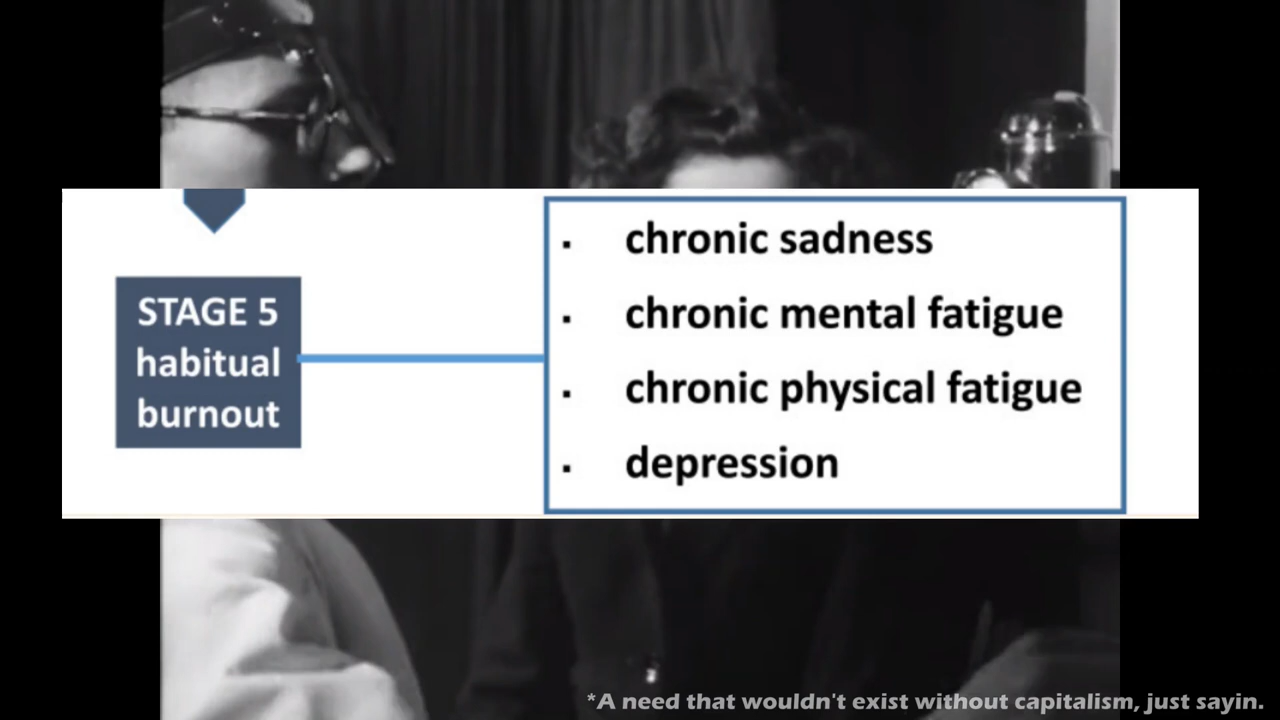 STAGE 5
habitual
burnout
chronic sadness
chronic mental fatigue
chronic physical fatigue
depression
*A need that wouldn't exist without capitalism, just sayin.